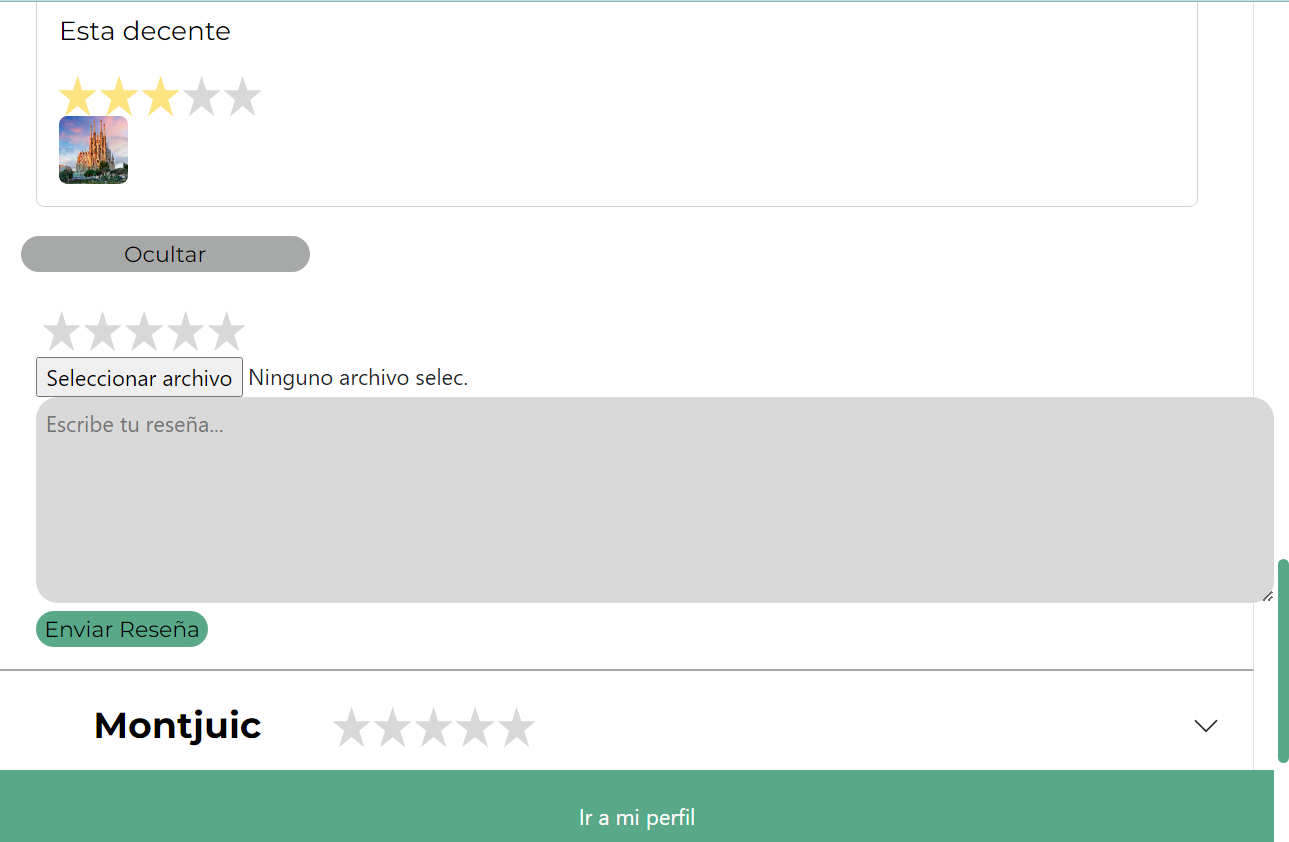 Esta decente
Ocultar
Seleccionar archivo Ninguno archivo selec.
Escribe tu reseña...
Enviar Reseña
Montjuic
Ir a mi perfil